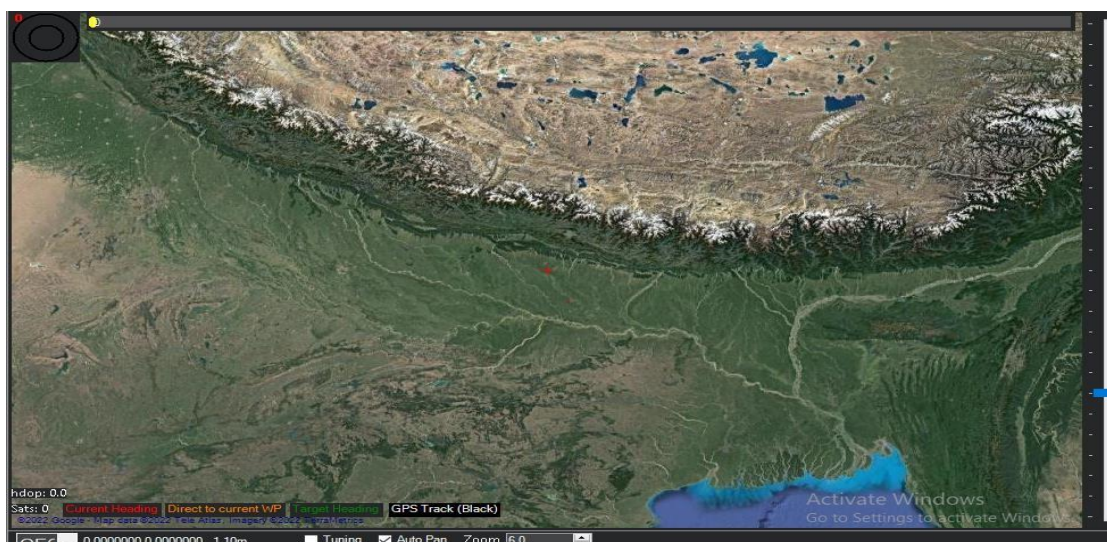 0
hdop: 0.0
Sats: 0 Current Heading Direct to current WP Target Heading GPS Track (Black)
©2022 Google - Map data ©2022 Tele Atlas, Imagery ©2022 TerraMetrics
Activate Windows
Go to Settings to activate Windows
0.0000000 0.0000000 -1.10m Tuning Auto Pan Zoom 6.0